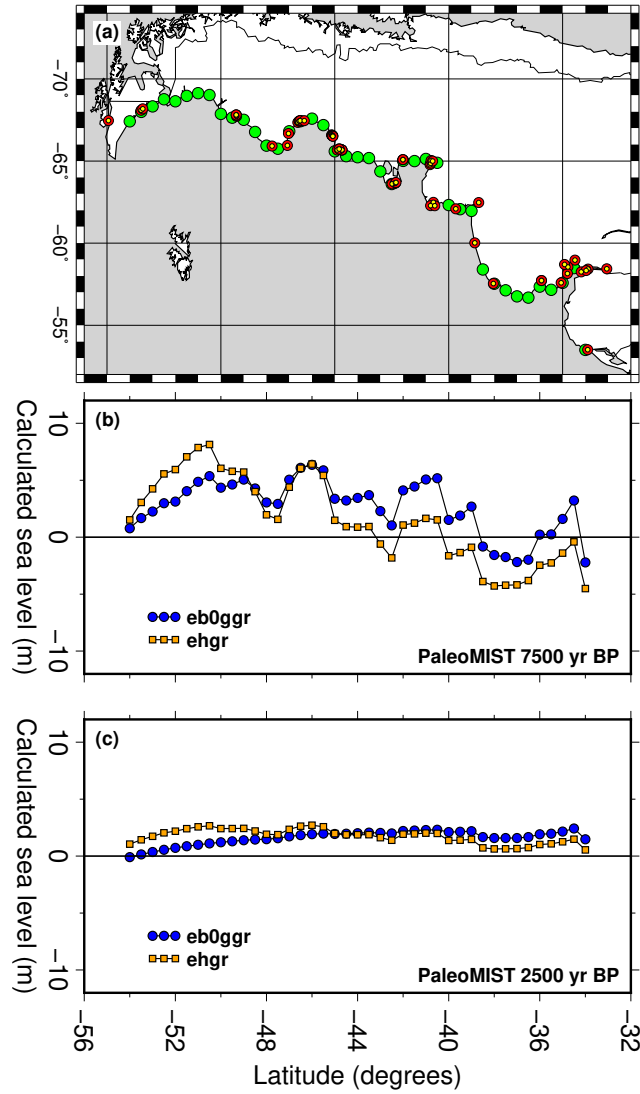 (a)
−70°
−65°
−60°
−55°
(b)
10
0
−10
Calculated sea level (m)
eb0ggr
ehgr
PaleoMIST 7500 yr BP
(c)
10
0
−10
Calculated sea level (m)
eb0ggr
ehgr
PaleoMIST 2500 yr BP
−56
−52
−48
−44
−40
−36
−32
Latitude (degrees)